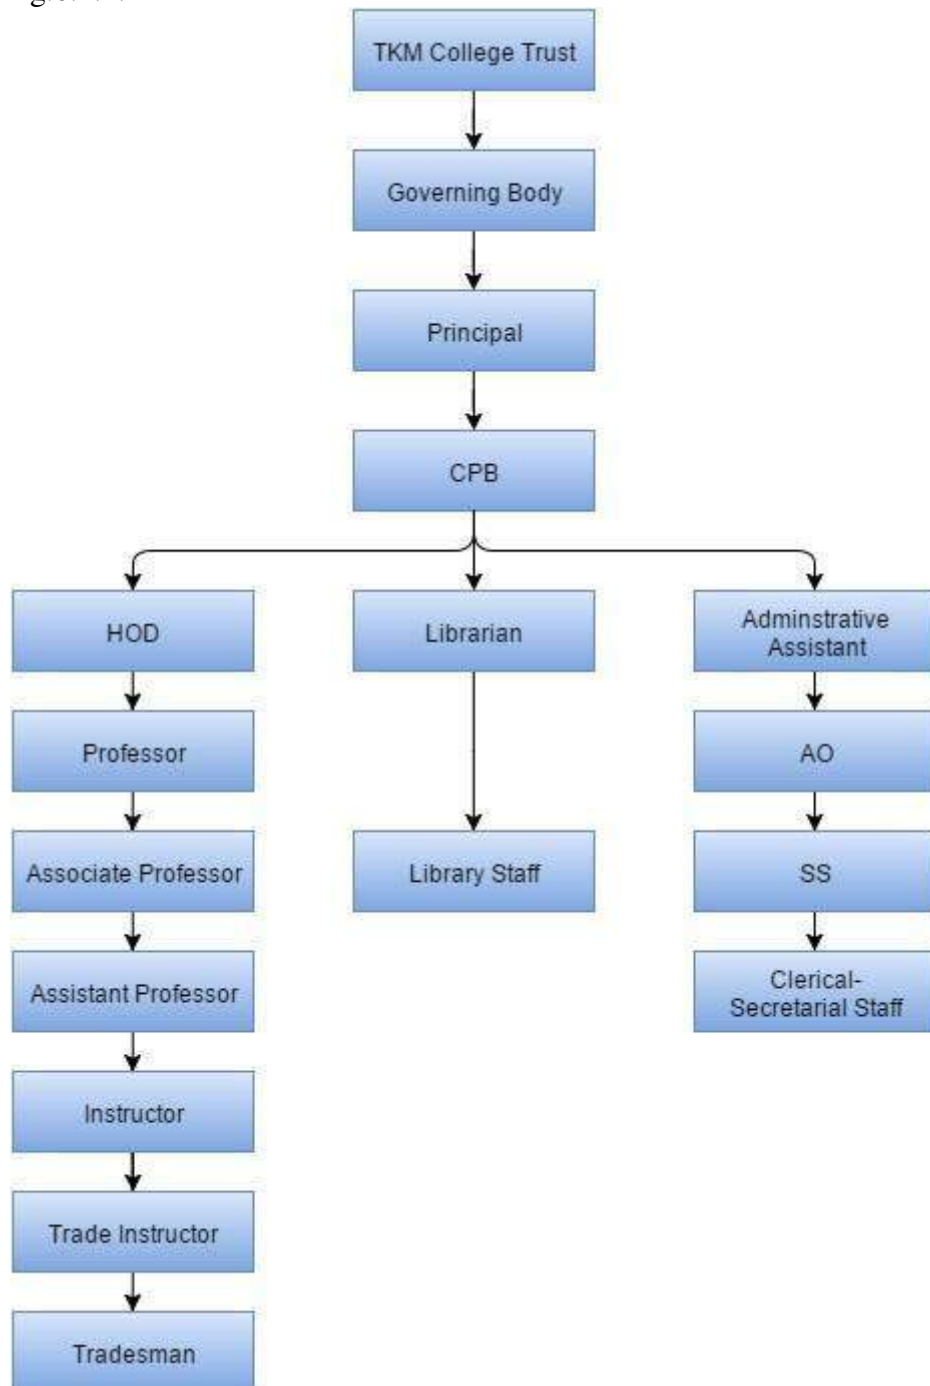 TKM College Trust
Governing Body
Principal
CPB
HOD
Librarian
Adminstrative
Assistant
Professor
AO
Associate Professor
Library Staff
SS
Assistant Professor
Clerical-
Secretarial Staff
Instructor
Trade Instructor
Tradesman